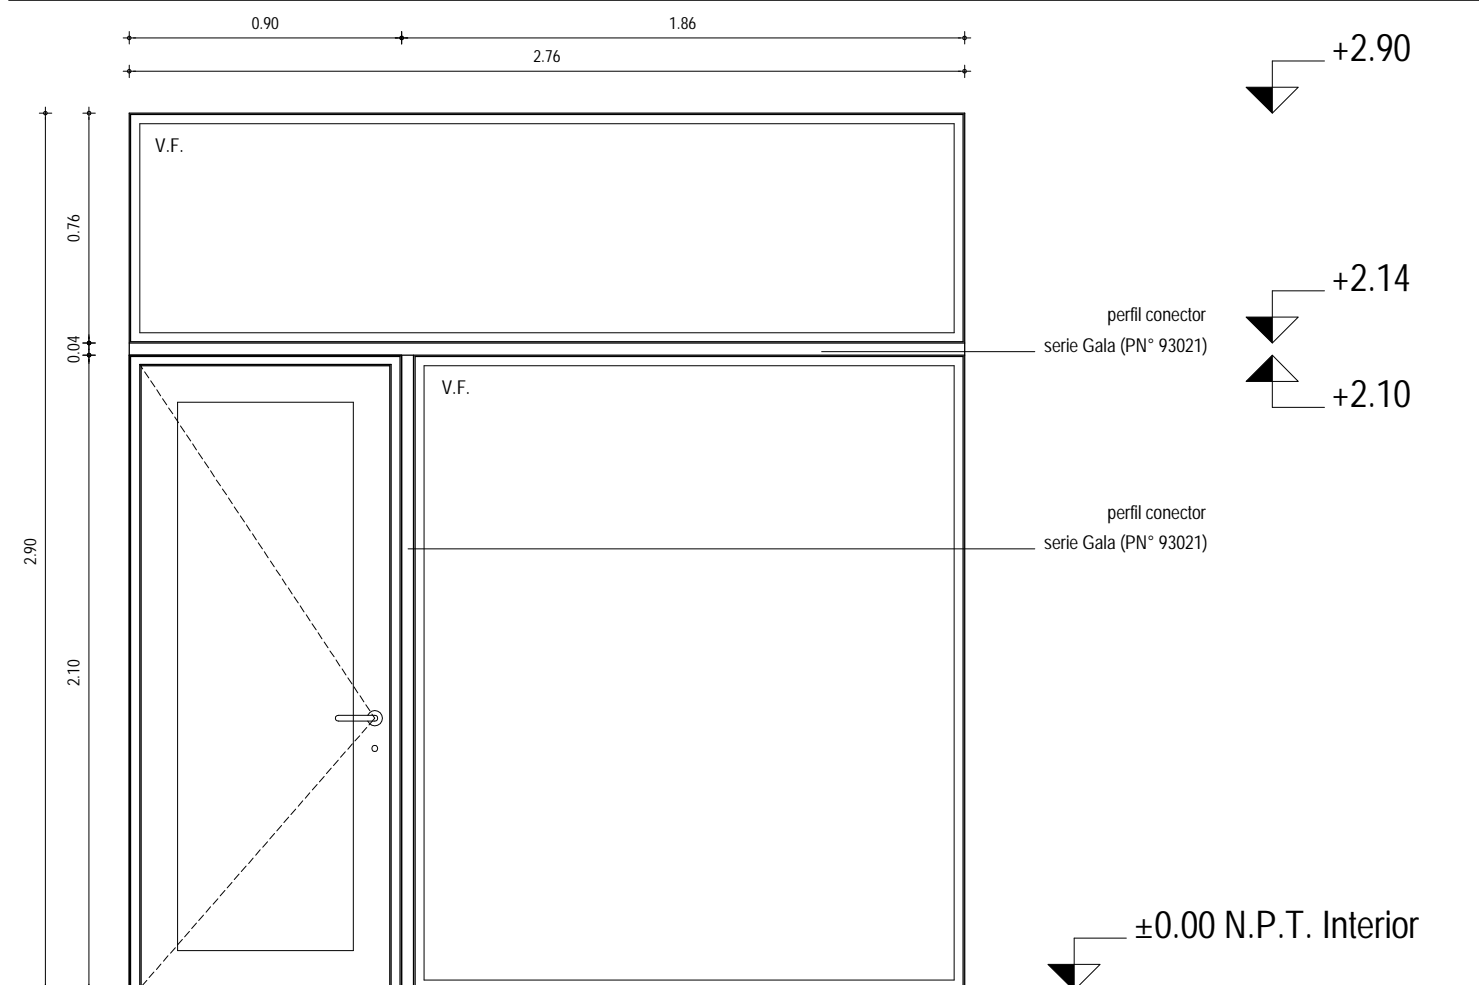 0.90
1.86
2.76
+2.90
V.F.
0.76
+2.14
perfil conector
serie Gala (PN° 93021)
0.04
V.F.
+2.10
perfil conector
serie Gala (PN° 93021)
2.90
2.10
±0.00 N.P.T. Interior